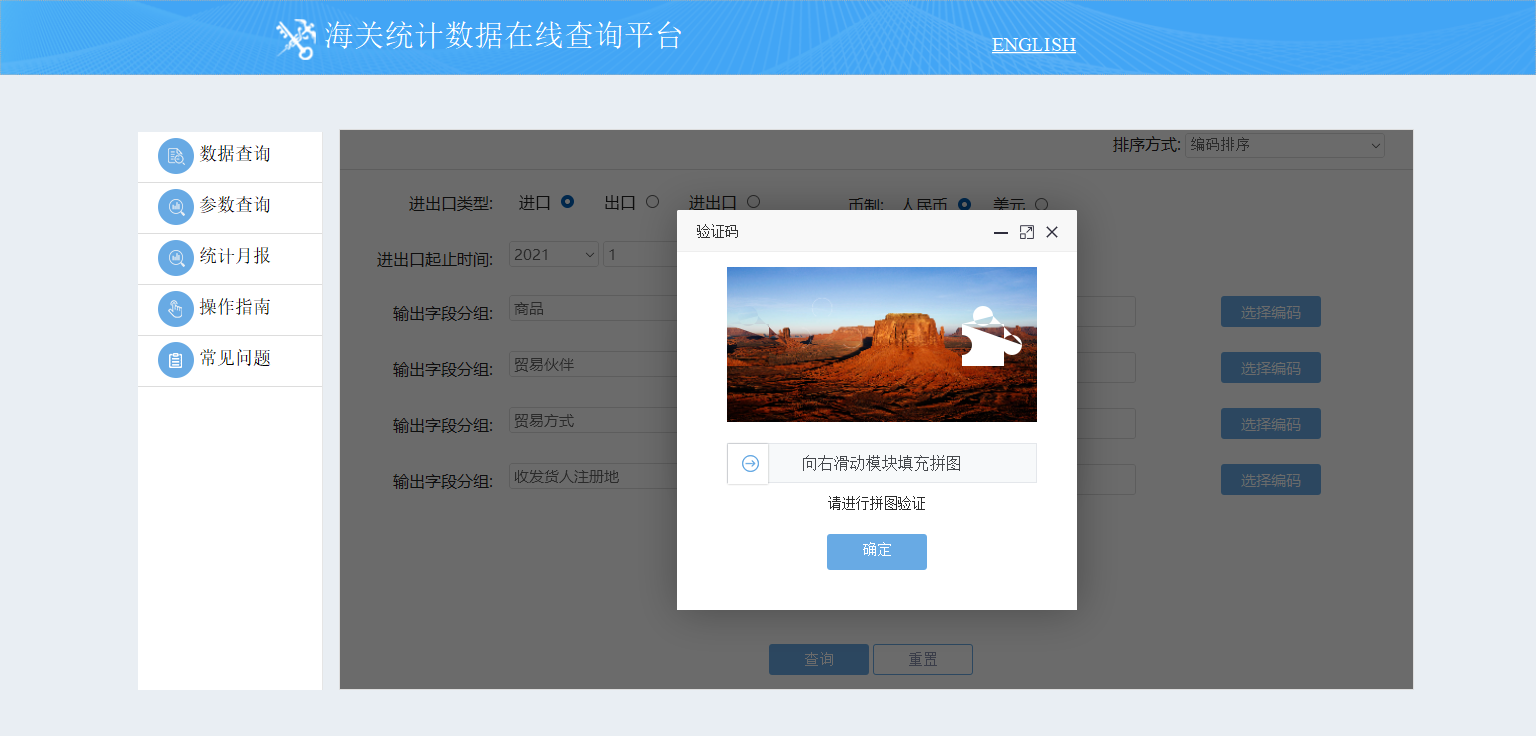 海关统计数据在线查询平台
ENGLISH
数据查询
参数查询
统计月报
操作指南
常见问题
排序方式: 编码排序
进出口类型: 进口 出口 进出口 币制: 人民币 美元
进出口起止时间: 2021 1
输出字段分组: 商品 选择编码
输出字段分组: 贸易伙伴 选择编码
输出字段分组: 贸易方式 选择编码
输出字段分组: 收发货人注册地 选择编码
验证码
向右滑动模块填充拼图
请进行拼图验证
确定
查询 重置